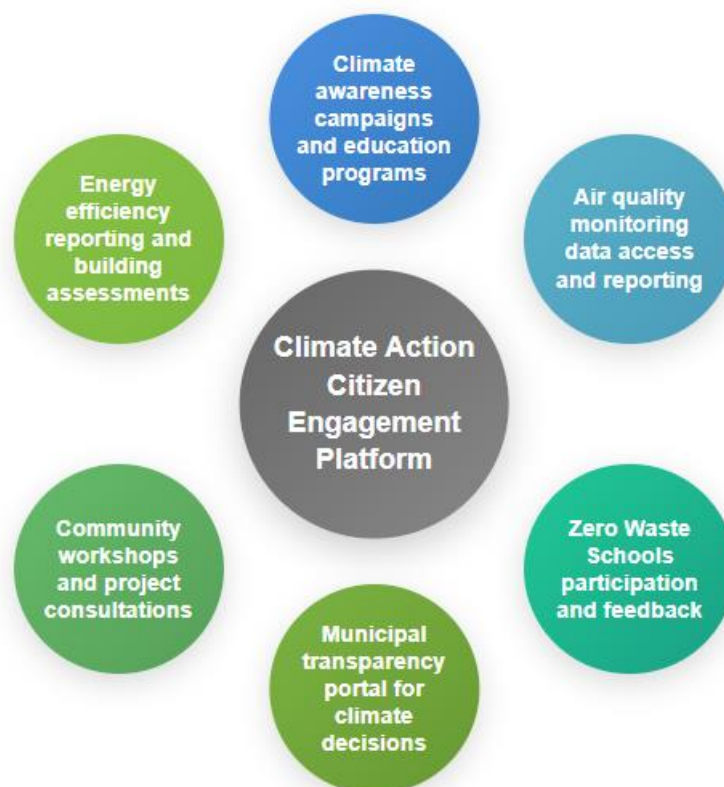 Climate
awareness
campaigns
and education
programs
Energy
efficiency
reporting and
building
assessments
Air quality
monitoring
data access
and reporting
Climate Action
Citizen
Engagement
Platform
Community
workshops
and project
consultations
Zero Waste
Schools
participation
and feedback
Municipal
transparency
portal for
climate
decisions